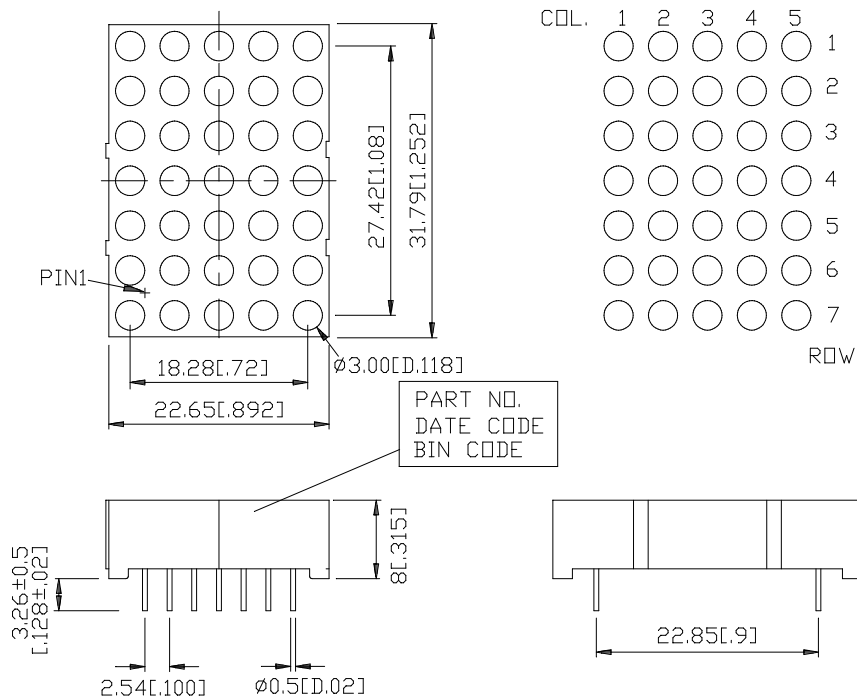 COL. 1 2 3 4 5
1
2
3
4
5
6
7
ROW
27.42[1.08]
31.79[1.252]
PIN1
18.28[.72]
ø3.00[D.118]
22.65[.892]
PART NO.
DATE CODE
BIN CODE
3.26±0.5
[.128±.02]
8[.315]
2.54[.100]
ø0.5[D.02]
22.85[.9]